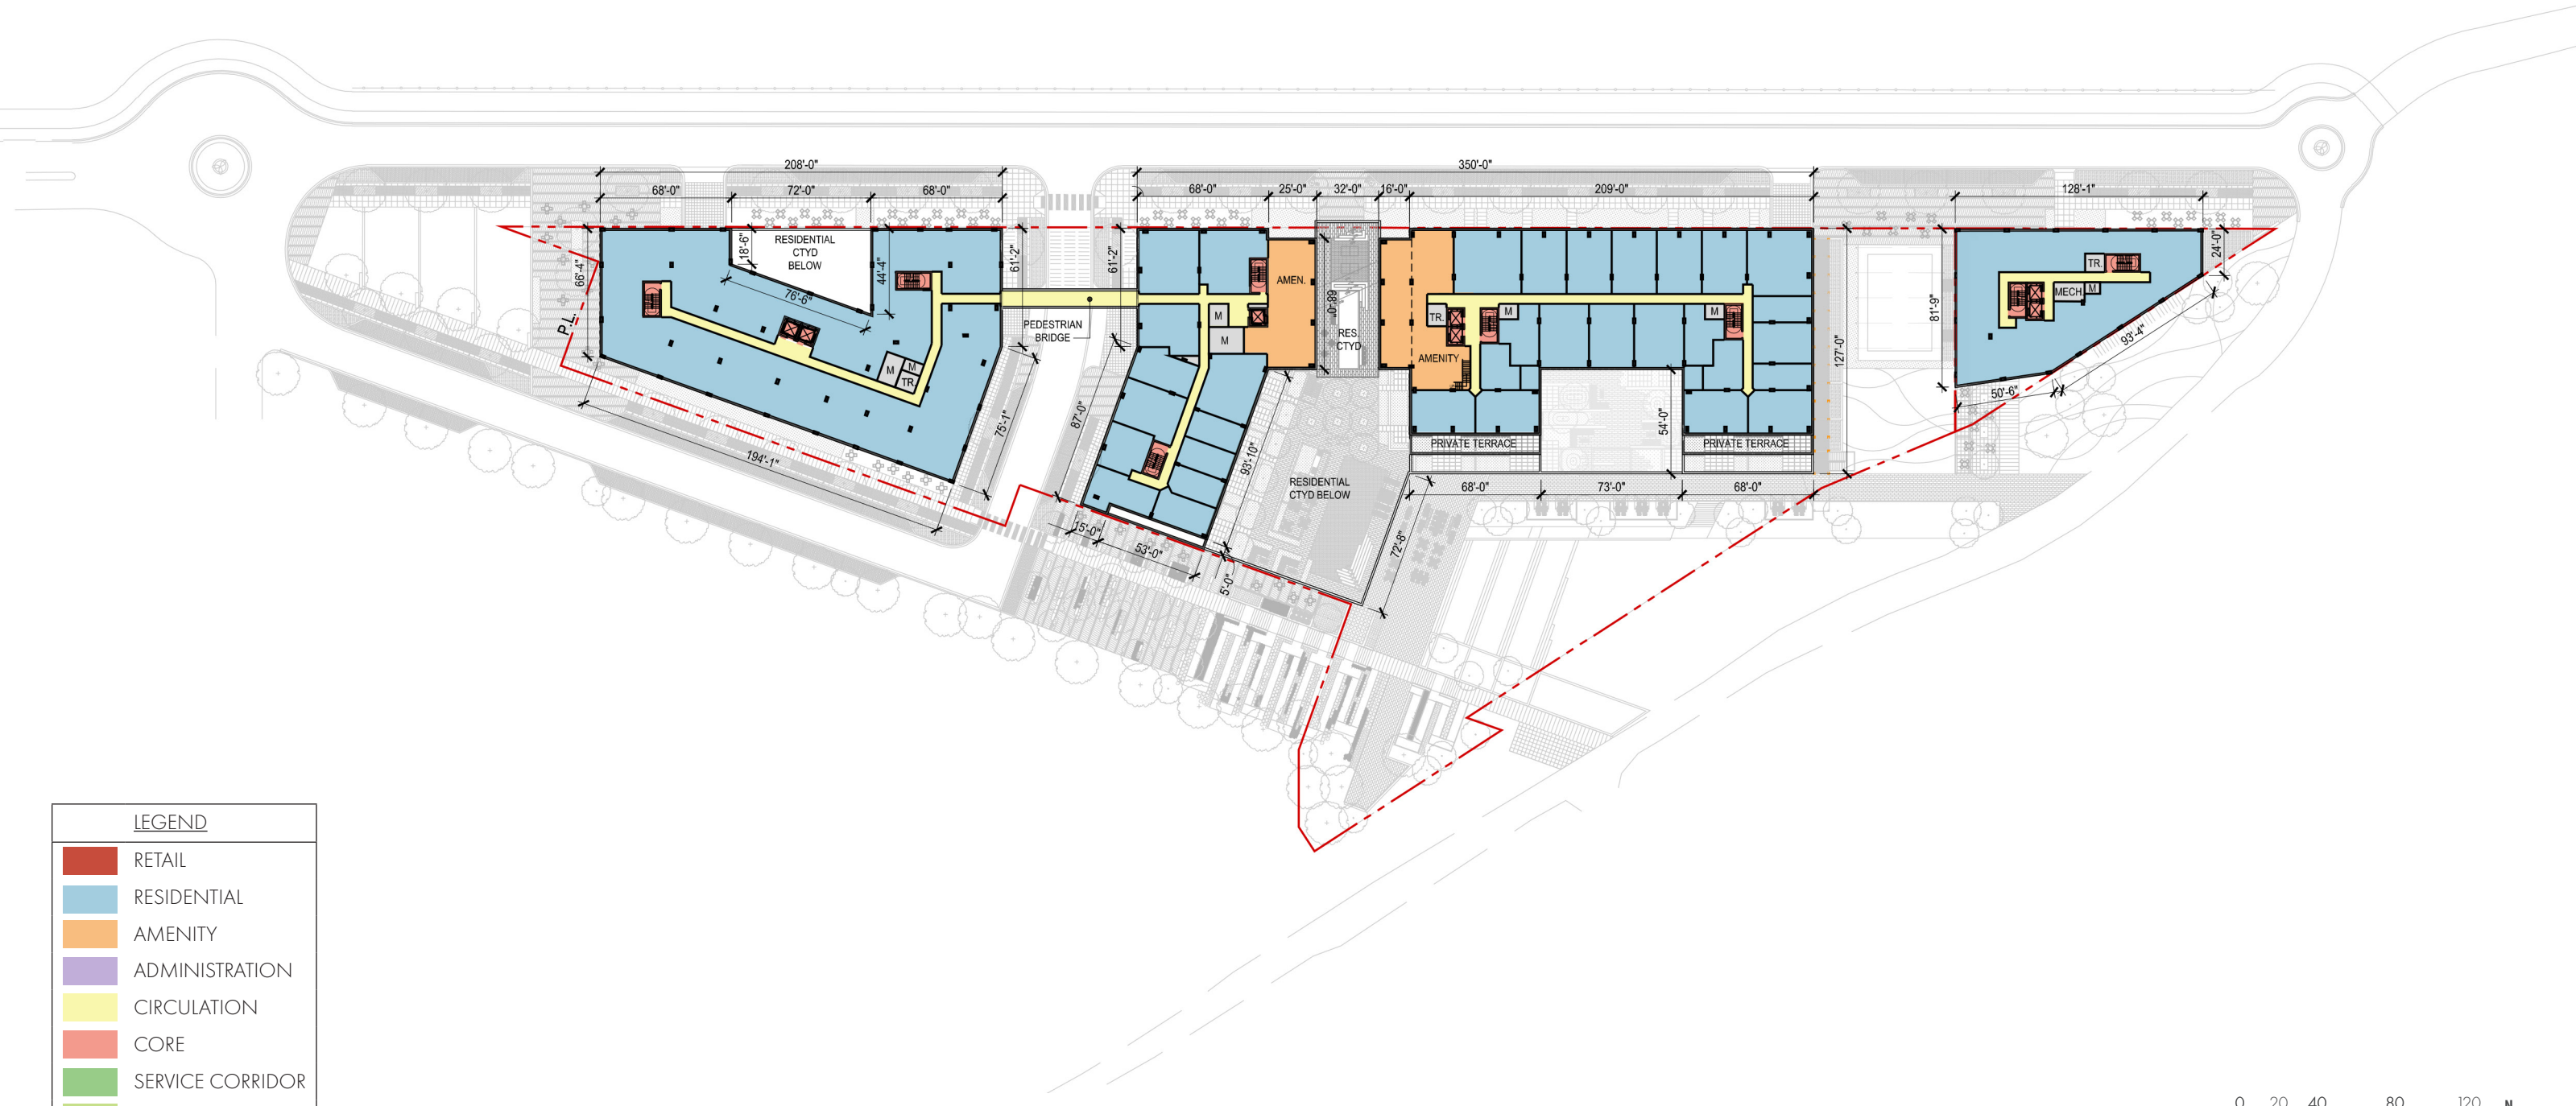 208'-0"
350'-0"
68'-0"
72'-0"
68'-0"
68'-0"
25'-0"
32'-0"
16'-0"
209'-0"
128'-1"
66'-4"
18'-6"
RESIDENTIAL
CTYD
BELOW
44'-4"
76'-6"
61'-2"
61'-2"
P.L.
M
M
TR.
194'-1"
75'-1"
PEDESTRIAN
BRIDGE
87'-0"
M
M
AMEN.
68'-0"
RES.
CTYD
93'-10"
RESIDENTIAL
CTYD BELOW
15'-0"
53'-0"
5'-0"
72'-8"
TR.
AMENITY
M
M
54'-0"
PRIVATE TERRACE
PRIVATE TERRACE
68'-0"
73'-0"
68'-0"
127'-0"
81'-9"
TR.
MECH.
M
24'-0"
93'-4"
50'-6"
LEGEND
RETAIL
RESIDENTIAL
AMENITY
ADMINISTRATION
CIRCULATION
CORE
SERVICE CORRIDOR
0 20 40 80 120 N